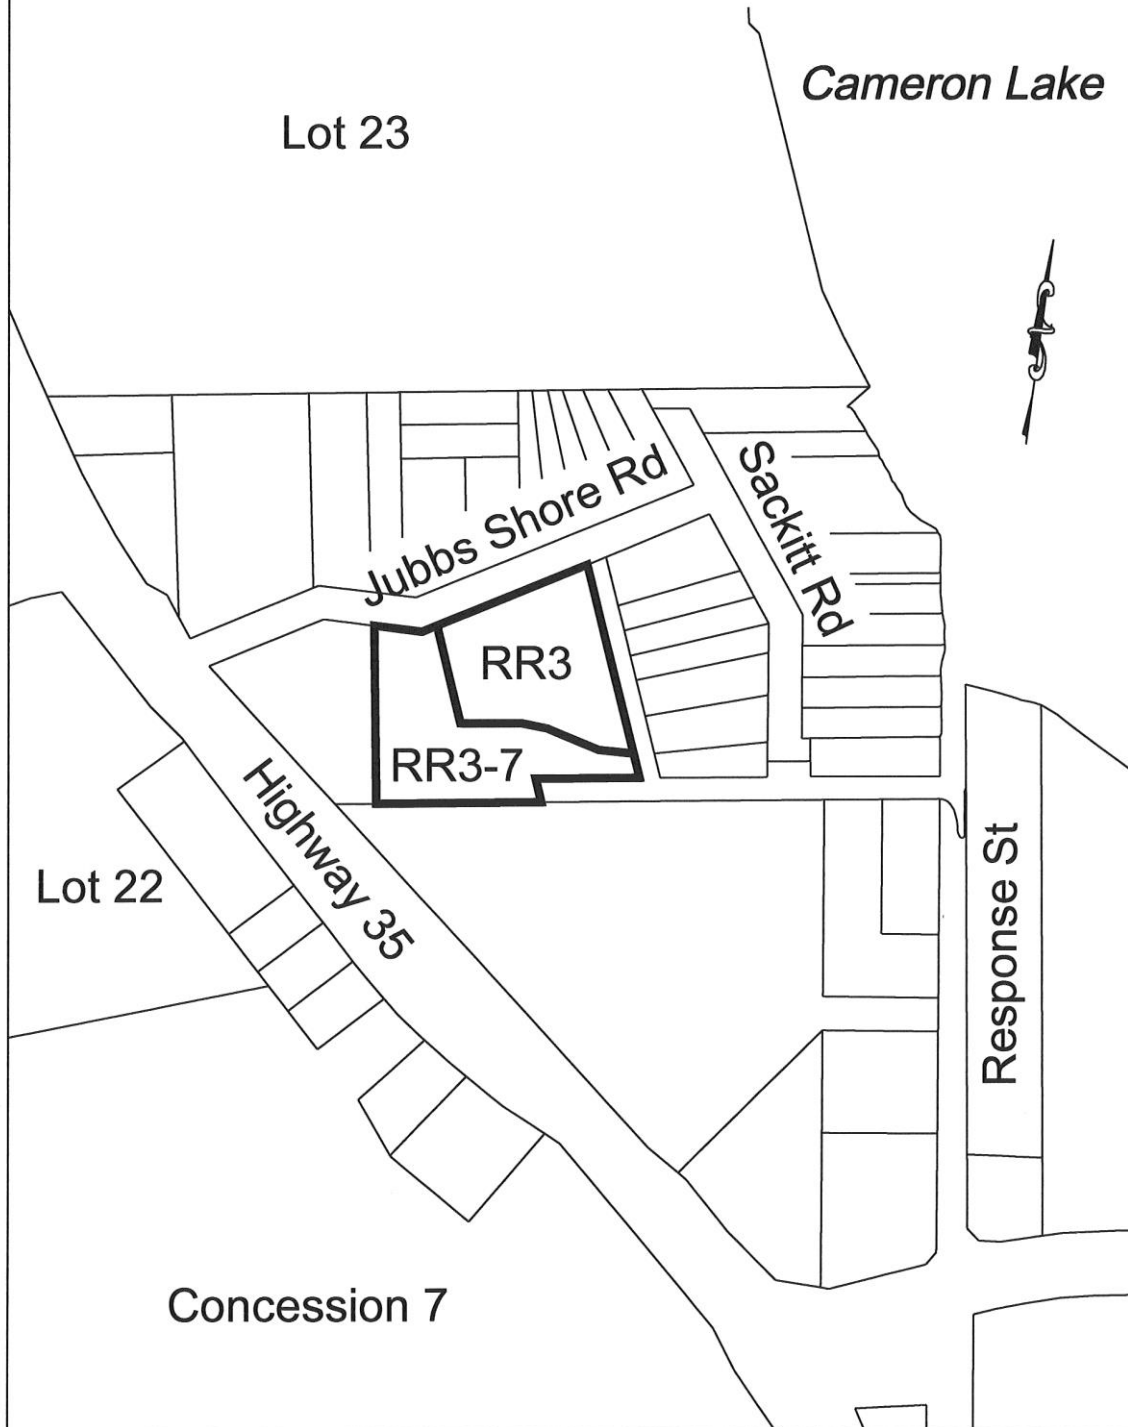 Cameron Lake
Lot 23
Jubbs Shore Rd
Sackitt Rd
RR3
RR3-7
Highway 35
Lot 22
Response St
Concession 7